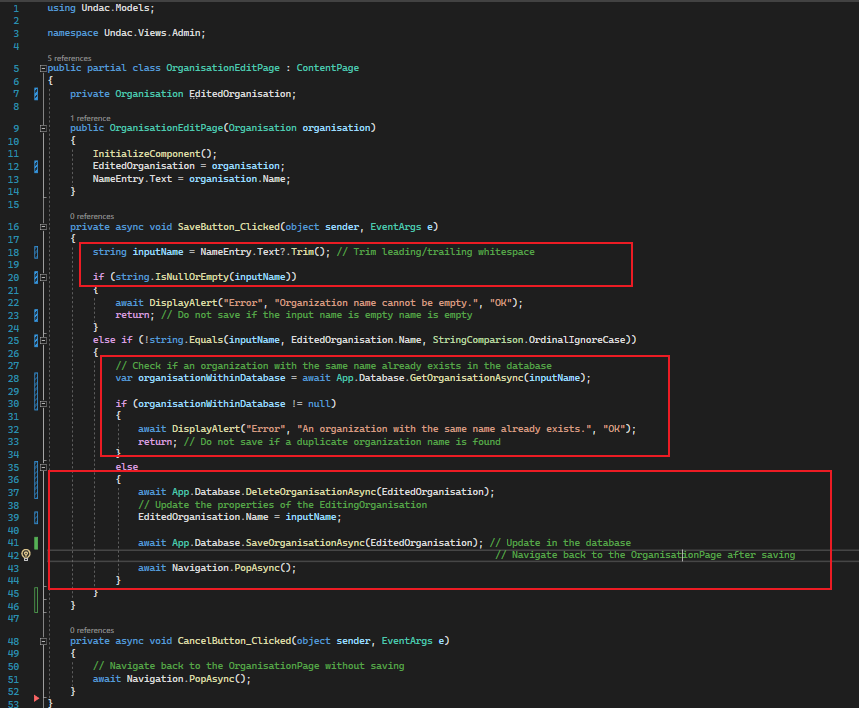 1 using Undac.Models;
2
3 namespace Undac.Views.Admin;
4
5 references
5 public partial class OrganisationEditPage : ContentPage
6 {
7 private Organisation EditedOrganisation;
8
1 reference
9 public OrganisationEditPage(Organisation organisation)
10 {
11 InitializeComponent();
12 EditedOrganisation = organisation;
13 NameEntry.Text = organisation.Name;
14 }
15
0 references
16 private async void SaveButton_Clicked(object sender, EventArgs e)
17 {
18 string inputName = NameEntry.Text?.Trim(); // Trim leading/trailing whitespace
19
20 if (string.IsNullOrEmpty(inputName))
21 {
22 await DisplayAlert("Error", "Organization name cannot be empty.", "OK");
23 return; // Do not save if the input name is empty name is empty
24 }
25 else if (!string.Equals(inputName, EditedOrganisation.Name, StringComparison.OrdinalIgnoreCase))
26 {
27 // Check if an organization with the same name already exists in the database
28 var organisationWithinDatabase = await App.Database.GetOrganisationAsync(inputName);
29
30 if (organisationWithinDatabase != null)
31 {
32 await DisplayAlert("Error", "An organization with the same name already exists.", "OK");
33 return; // Do not save if a duplicate organization name is found
34 }
35 else
36 {
37 await App.Database.DeleteOrganisationAsync(EditedOrganisation);
38 // Update the properties of the EditingOrganisation
39 EditedOrganisation.Name = inputName;
40
41 await App.Database.SaveOrganisationAsync(EditedOrganisation); // Update in the database
42 // Navigate back to the OrganisationPage after saving
43 await Navigation.PopAsync();
44 }
45 }
46 }
47
0 references
48 private async void CancelButton_Clicked(object sender, EventArgs e)
49 {
50 // Navigate back to the OrganisationPage without saving
51 await Navigation.PopAsync();
52 }
53 }